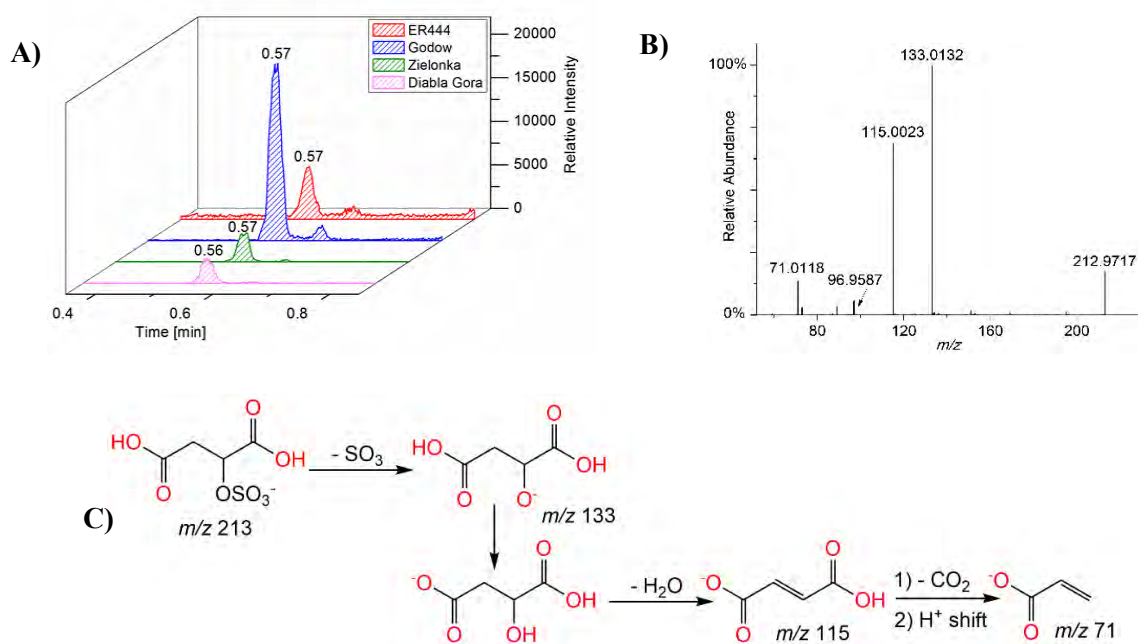 A)
0.57
0.57
0.57
0.56
ER444
Godow
Zielonka
Diabla Gora
20000
15000
10000
5000
0
Relative Intensity
0.4
0.6
0.8
Time [min]
B)
100%
0%
Relative Abundance
133.0132
115.0023
71.0118
96.9587
212.9717
80
120
160
200
m/z
C)
HO
O
O
OH
OSO₃⁻
m/z 213
- SO₃
HO
O
O
OH
O⁻
m/z 133
⁻O
O
O
OH
OH
- H₂O
⁻O
O
O
OH
m/z 115
1) - CO₂
2) H⁺ shift
⁻O
O
m/z 71